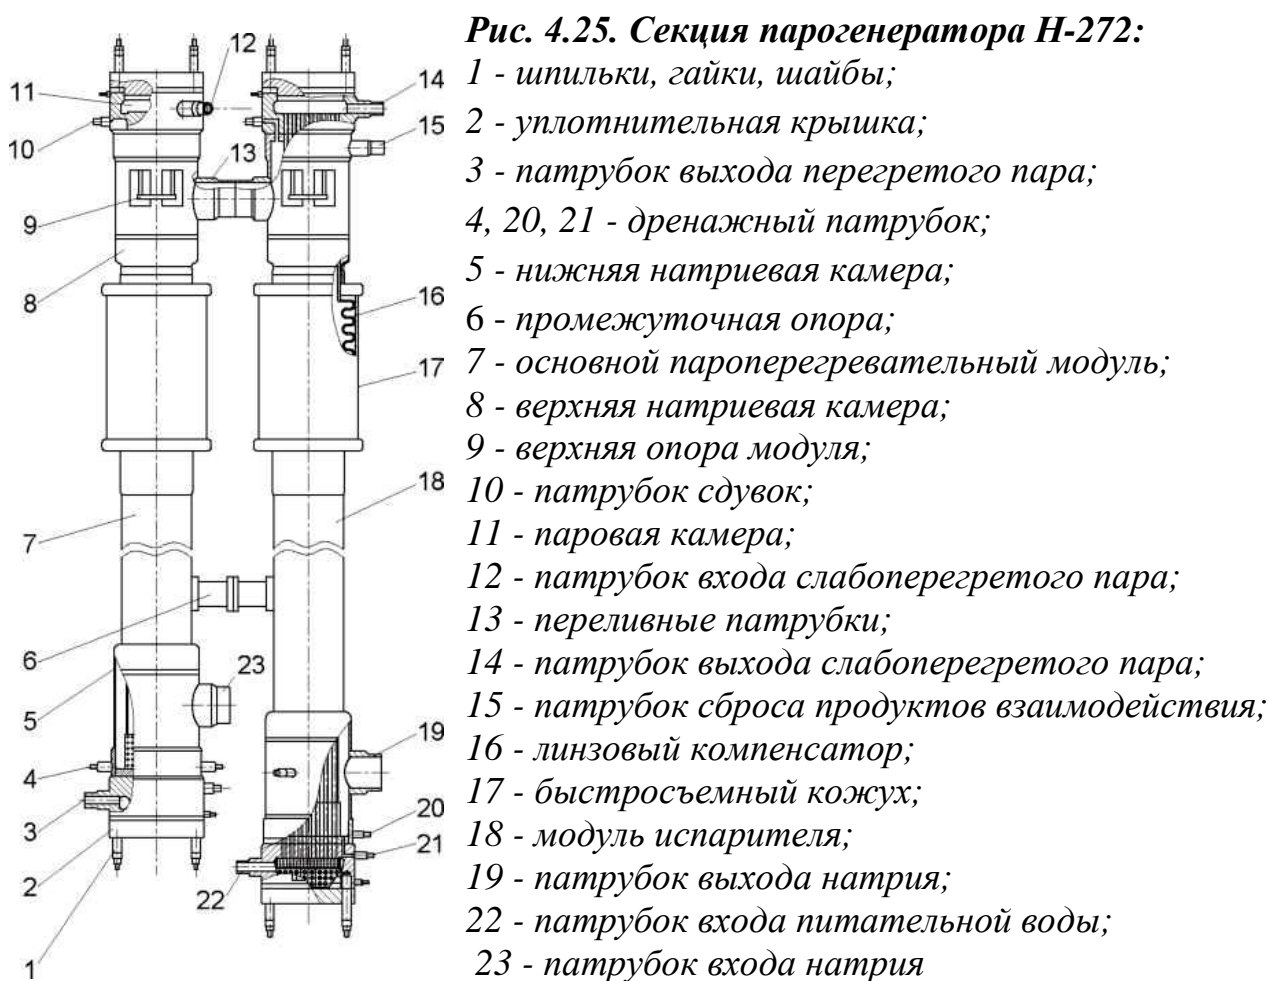 Рис. 4.25. Секция парогенератора Н-272:
1 - шпильки, гайки, шайбы;
2 - уплотнительная крышка;
3 - патрубок выхода перегретого пара;
4, 20, 21 - дренажный патрубок;
5 - нижняя натриевая камера;
6 - промежуточная опора;
7 - основной пароперегревательный модуль;
8 - верхняя натриевая камера;
9 - верхняя опора модуля;
10 - патрубок сдувок;
11 - паровая камера;
12 - патрубок входа слабоперегретого пара;
13 - переливные патрубки;
14 - патрубок выхода слабоперегретого пара;
15 - патрубок сброса продуктов взаимодействия;
16 - линзовый компенсатор;
17 - быстросъемный кожух;
18 - модуль испарителя;
19 - патрубок выхода натрия;
22 - патрубок входа питательной воды;
23 - патрубок входа натрия
12
11
14
10
15
13
9
8
16
17
18
7
6
23
5
19
4
3
20
21
2
22
1